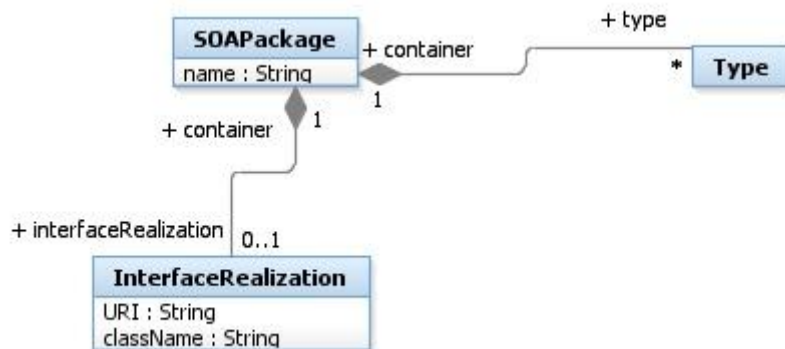 + type
SOAPackage
+ container
name : String
*
Type
1
1
+ container
+ interfaceRealization
0..1
InterfaceRealization
URI : String
className : String